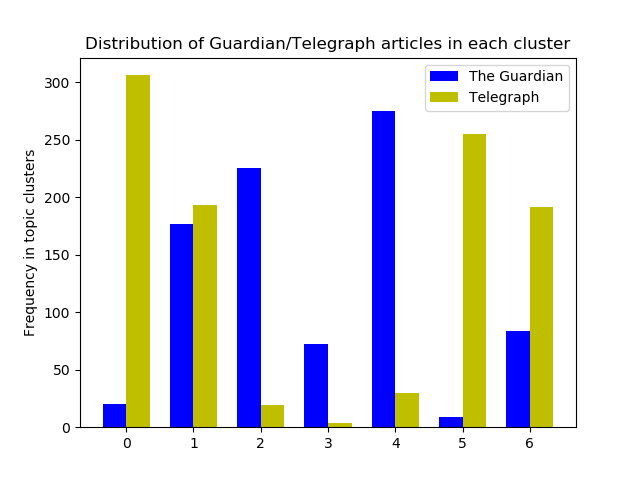 Distribution of Guardian/Telegraph articles in each cluster
The Guardian
Telegraph
Frequency in topic clusters
300
250
200
150
100
50
0
0 1 2 3 4 5 6